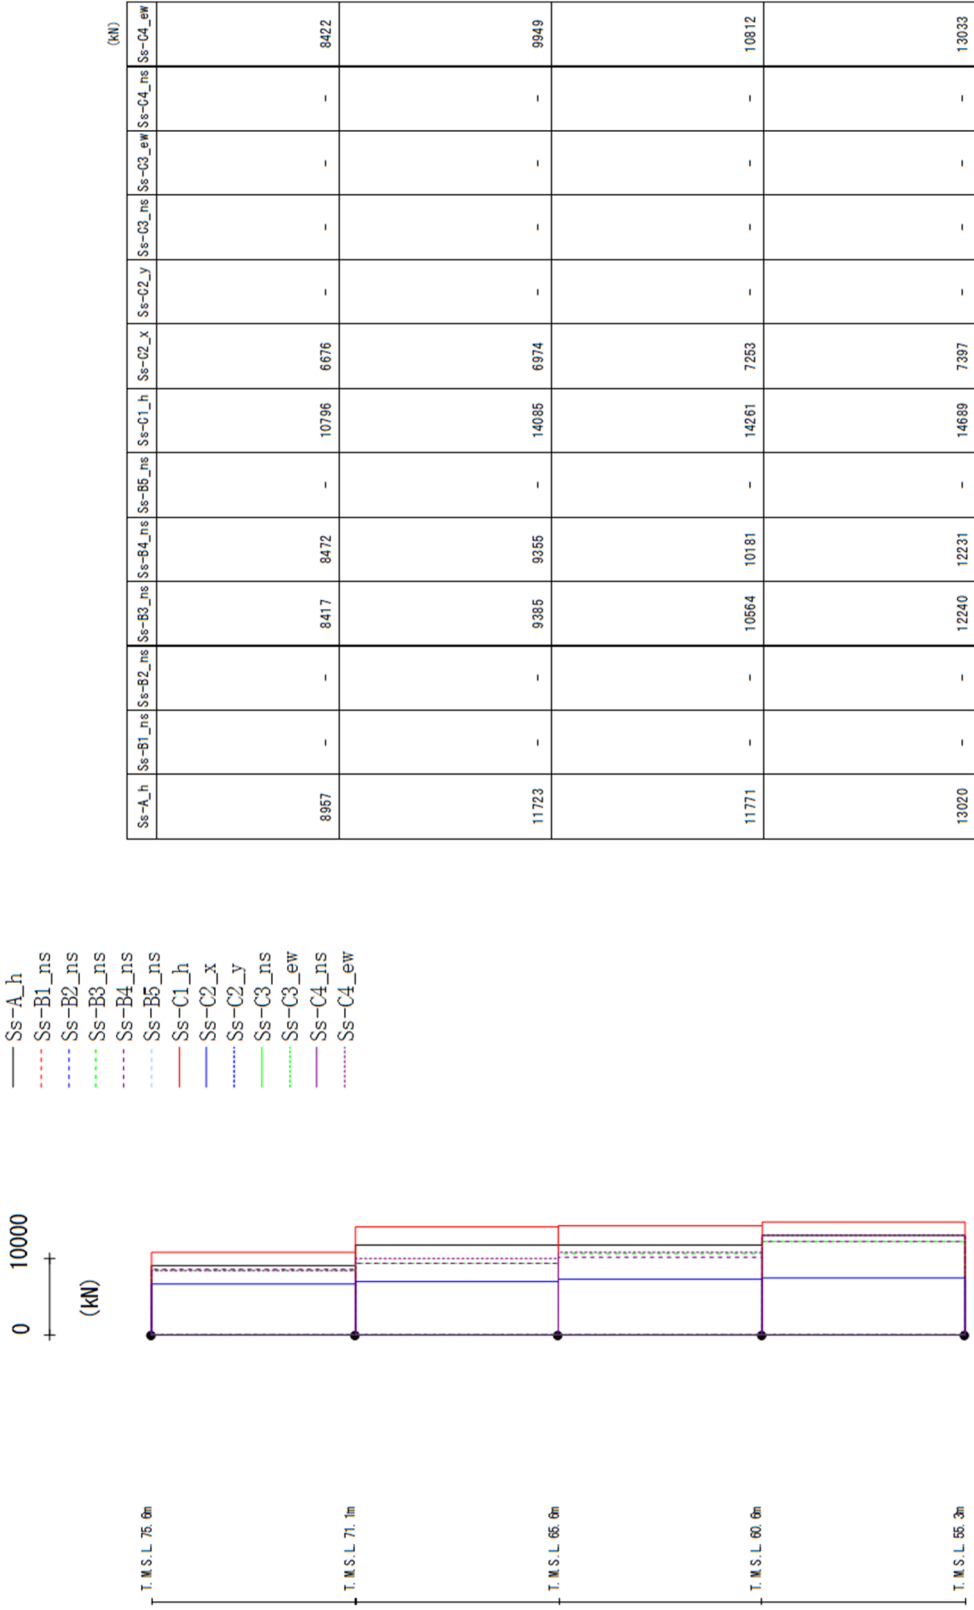 0 10000
(kN)
T.M.S.L.75.6m
T.M.S.L.71.1m
T.M.S.L.65.6m
T.M.S.L.60.6m
T.M.S.L.55.3m
Ss-A_h
Ss-B1_ns
Ss-B2_ns
Ss-B3_ns
Ss-B4_ns
Ss-B5_ns
Ss-C1_h
Ss-C2_x
Ss-C2_y
Ss-C3_ns
Ss-C3_ew
Ss-C4_ns
Ss-C4_ew
(kN)
Ss-A_h Ss-B1_ns Ss-B2_ns Ss-B3_ns Ss-B4_ns Ss-B5_ns Ss-C1_h Ss-C2_x Ss-C2_y Ss-C3_ns Ss-C3_ew Ss-C4_ns Ss-C4_ew
8957 - - 8417 8472 - 10796 6676 - - - - 8422
11723 - - 9385 9355 - 14085 6974 - - - - 9949
11771 - - 10564 10181 - 14261 7253 - - - - 10812
13020 - - 12240 12231 - 14689 7397 - - - - 13033